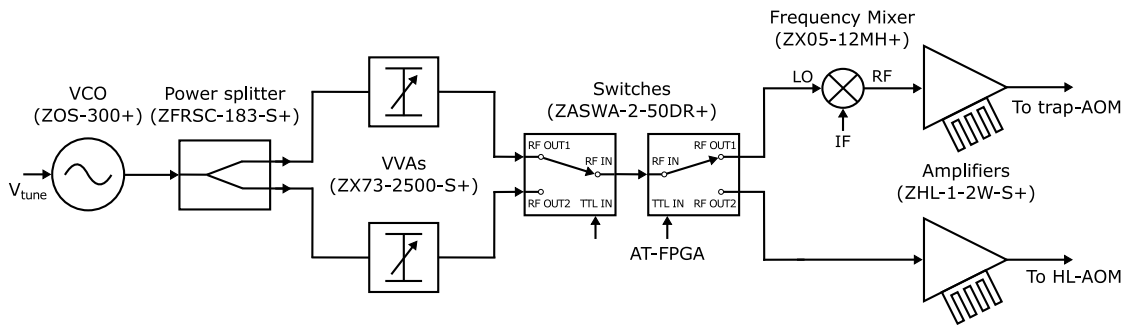 Frequency Mixer
(ZX05-12MH+)
LO
RF
IF
To trap-AOM
VCO
(ZOS-300+)
Power splitter
(ZFRSC-183-S+)
Switches
(ZASWA-2-50DR+)
VVAs
(ZX73-2500-S+)
RF OUT1
RF IN
RF OUT2
TTL IN
RF IN
RF OUT1
TTL IN
RF OUT2
AT-FPGA
Vtune
Amplifiers
(ZHL-1-2W-S+)
To HL-AOM